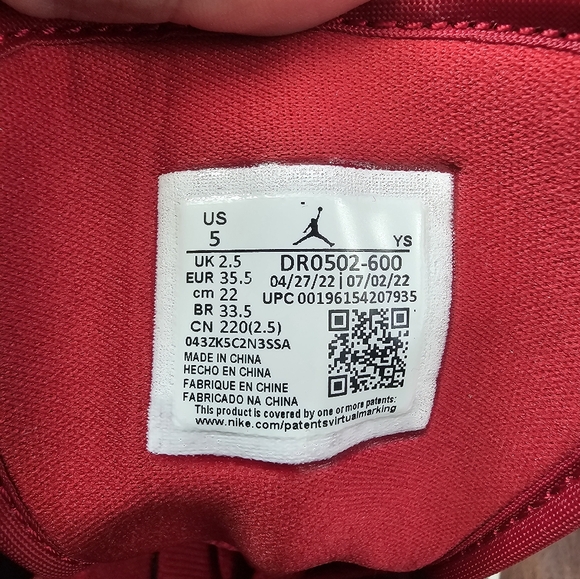 US
5 YS
UK 2.5 DR0502-600
EUR 35.5 04/27/22 | 07/02/22
cm 22 UPC 00196154207935
BR 33.5
CN 220(2.5)
043ZK5C2N3SSA
MADE IN CHINA
HECHO EN CHINA
FABRIQUE EN CHINE
FABRICADO NA CHINA
This product is covered by one or more patents:
www.nike.com/patentsvirtualmarking